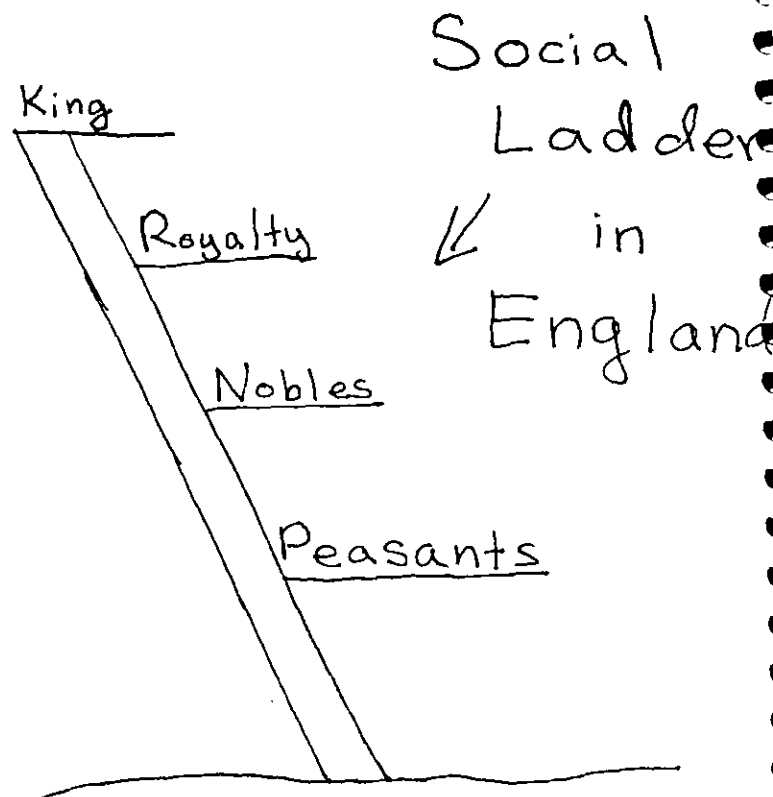 Social
Ladder
in
England
King
Royalty
Nobles
Peasants